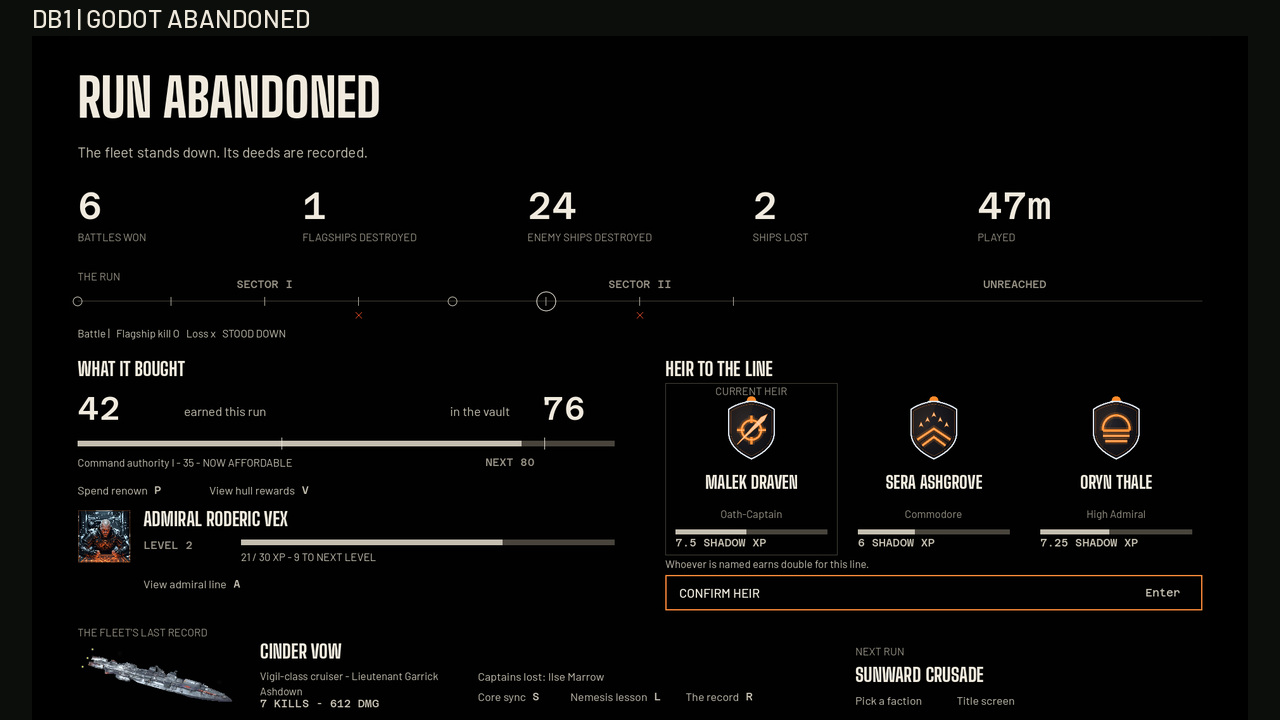 DB1 | GODOT ABANDONED
RUN ABANDONED
The fleet stands down. Its deeds are recorded.
6 1 24 2 47m
BATTLES WON FLAGSHIPS DESTROYED ENEMY SHIPS DESTROYED SHIPS LOST PLAYED
THE RUN
SECTOR I SECTOR II UNREACHED
Battle | Flagship kill O Loss x STOOD DOWN
WHAT IT BOUGHT
42 earned this run in the vault 76
Command authority I - 35 - NOW AFFORDABLE NEXT 80
Spend renown P View hull rewards V
ADMIRAL RODERIC VEX
LEVEL 2
21 / 30 XP - 9 TO NEXT LEVEL
View admiral line A
HEIR TO THE LINE
CURRENT HEIR
MALEK DRAVEN SERA ASHGROVE ORYN THALE
Oath-Captain Commodore High Admiral
7.5 SHADOW XP 6 SHADOW XP 7.25 SHADOW XP
Whoever is named earns double for this line.
CONFIRM HEIR Enter
THE FLEET'S LAST RECORD
CINDER VOW
Vigil-class cruiser - Lieutenant Garrick
Ashdown
7 KILLS - 612 DMG
Captains lost: Ilse Marrow
Core sync S Nemesis lesson L The record R
NEXT RUN
SUNWARD CRUSADE
Pick a faction Title screen